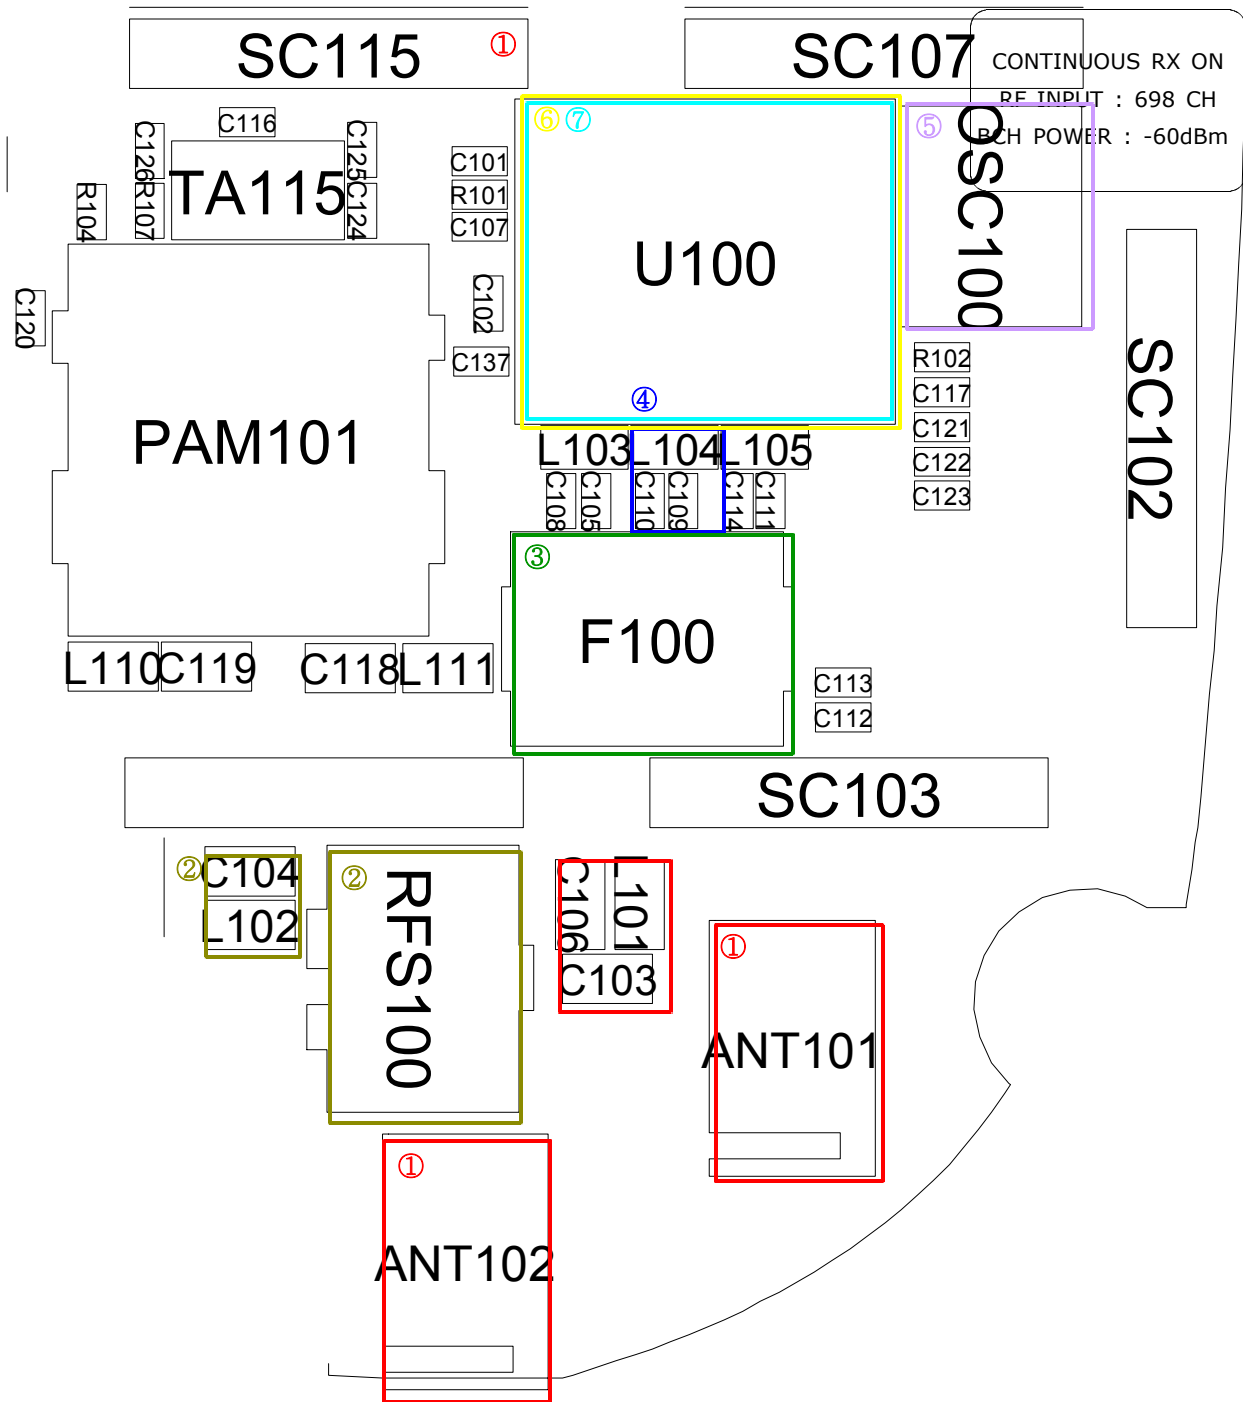 SC115 ①
SC107
CONTINUOUS RX ON
RF INPUT : 698 CH
BCH POWER : -60dBm
C116
⑥ ⑦
⑤
C126
C125
C101
TA115
R101
R104
R107
C124
C107
OSC100
U100
C102
C120
C137
R102
SC102
C117
④
PAM101
C121
L103
L104
L105
C122
C108
C105
C110
C109
C114
C111
C123
③
F100
L110
C119
C118
L111
C113
C112
SC103
②
C104
②
L102
RFS100
C106
L101
C103
①
ANT101
①
ANT102